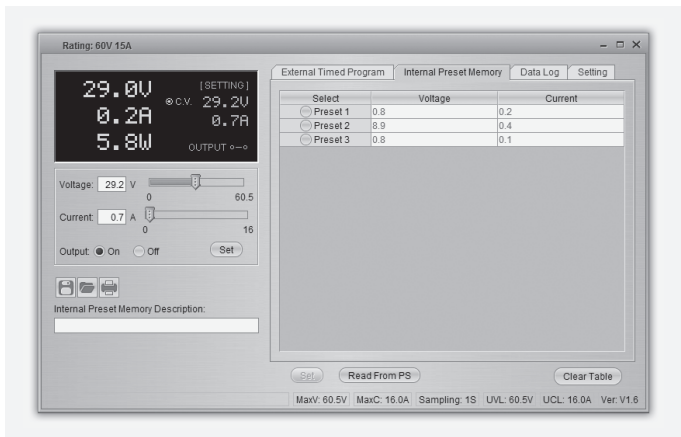 Rating: 60V 15A
29.0V
[SETTING]
C.V. 29.2V
0.2A
0.7A
5.8W
OUTPUT
Voltage: 29.2 V
0 60.5
Current: 0.7 A
0 16
Output: On Off Set
Internal Preset Memory Description:
External Timed Program Internal Preset Memory Data Log Setting
Select Voltage Current
Preset 1 0.8 0.2
Preset 2 8.9 0.4
Preset 3 0.8 0.1
Set Read From PS Clear Table
MaxV: 60.5V MaxC: 16.0A Sampling: 1S UVL: 60.5V UCL: 16.0A Ver: V1.6